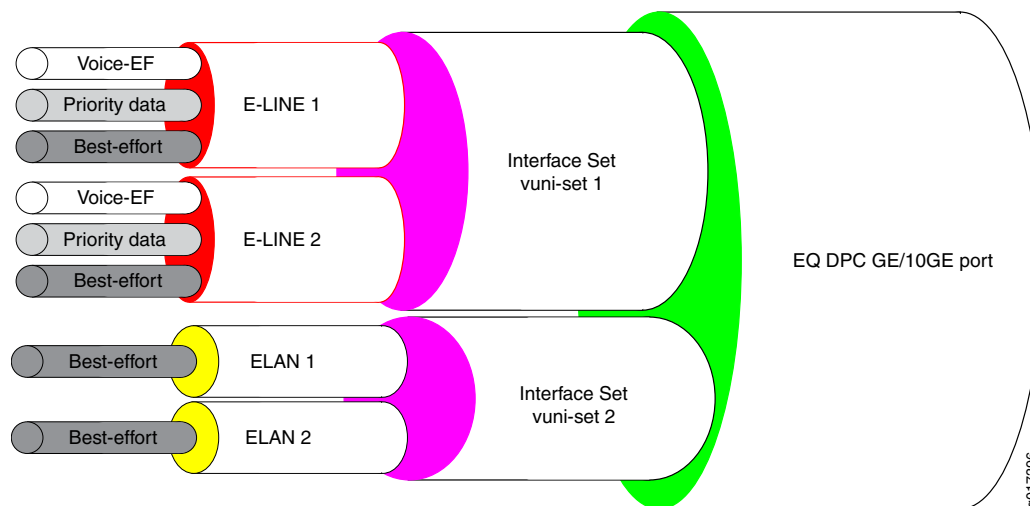 Voice-EF
Priority data
Best-effort
E-LINE 1
Voice-EF
Priority data
Best-effort
E-LINE 2
Interface Set
vuni-set 1
Best-effort
ELAN 1
Best-effort
ELAN 2
Interface Set
vuni-set 2
EQ DPC GE/10GE port